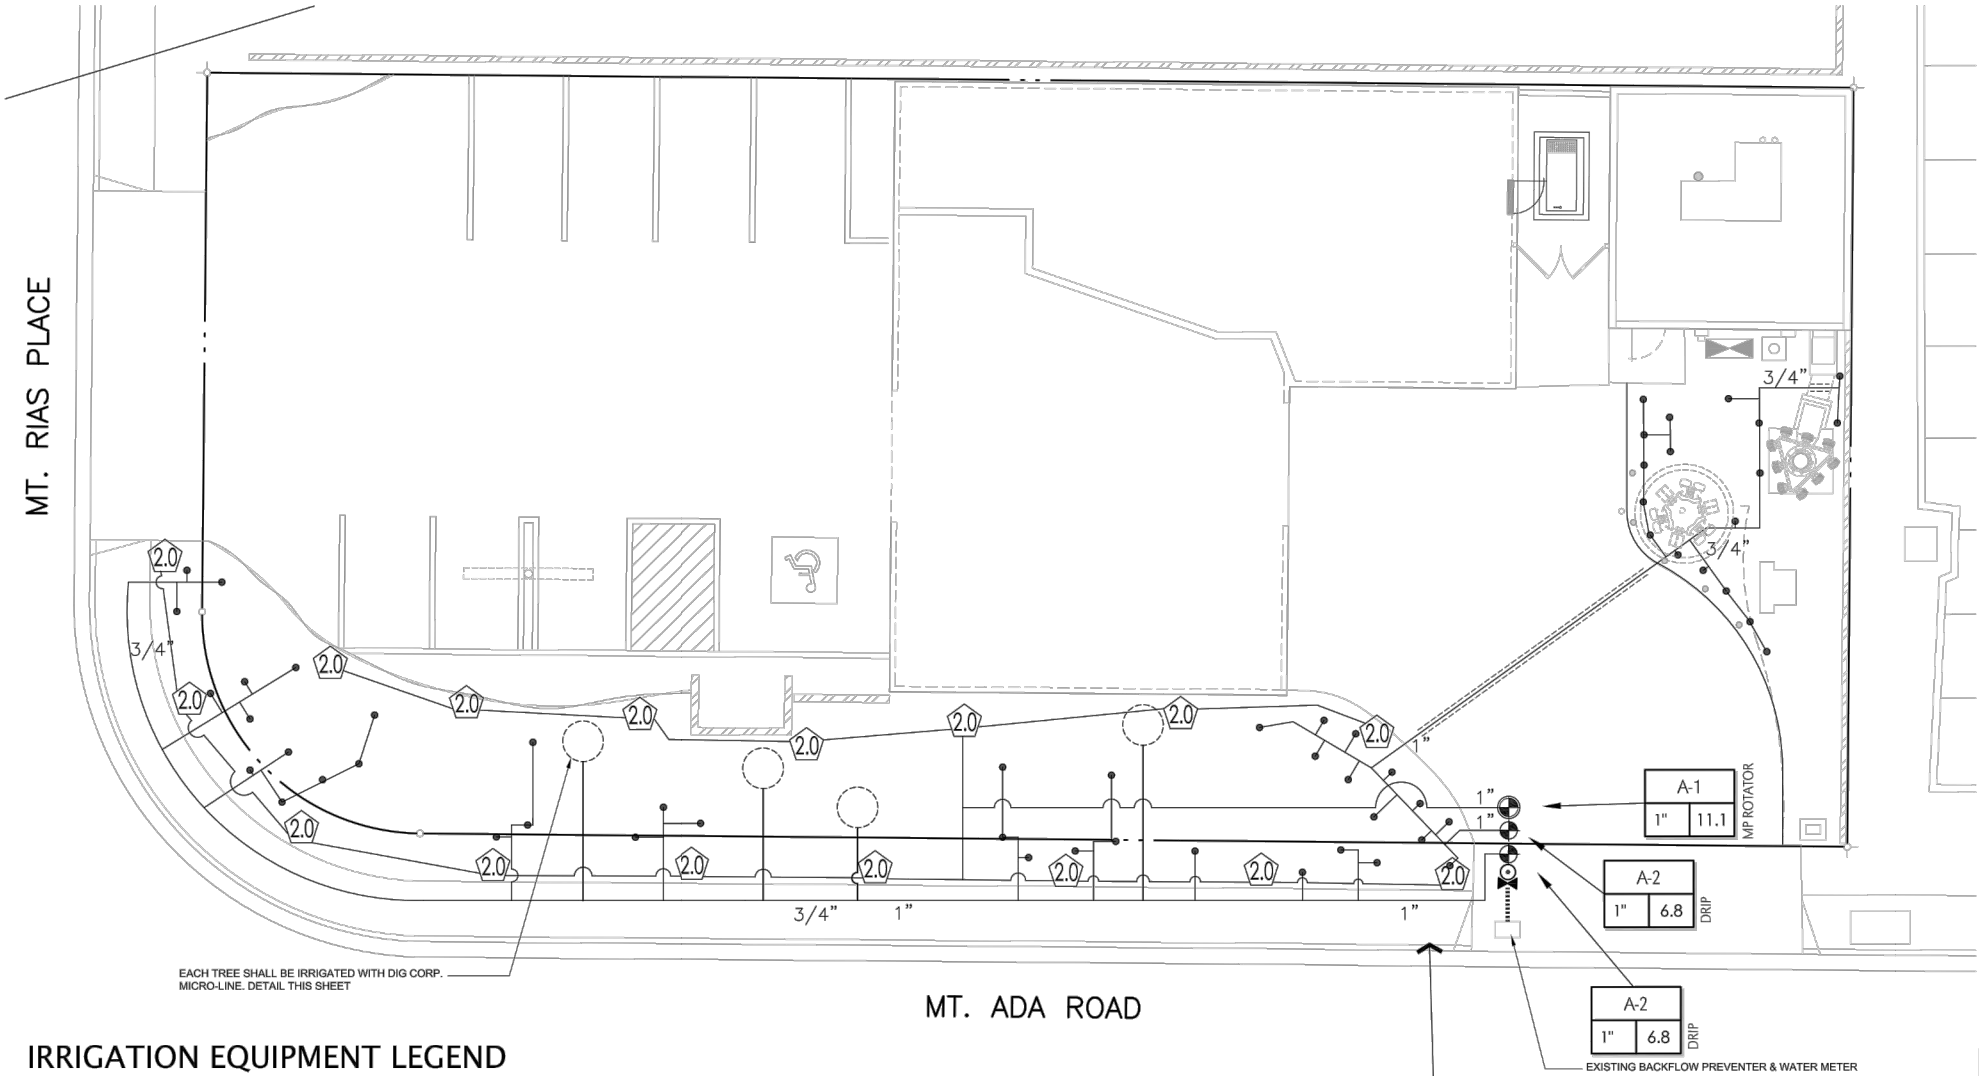 MT. RIAS PLACE
3/4"
2.0
3/4"
3/4"
2.0
2.0
2.0
2.0
2.0
2.0
2.0
2.0
1"
1"
A-1
1" 11.1
MP ROTATOR
1"
2.0
2.0
2.0
2.0
2.0
2.0
2.0
A-2
1" 6.8
DRIP
3/4" 1" 1"
EACH TREE SHALL BE IRRIGATED WITH DIG CORP.
MICRO-LINE. DETAIL THIS SHEET
MT. ADA ROAD
A-2
1" 6.8
DRIP
IRRIGATION EQUIPMENT LEGEND
EXISTING BACKFLOW PREVENTER & WATER METER